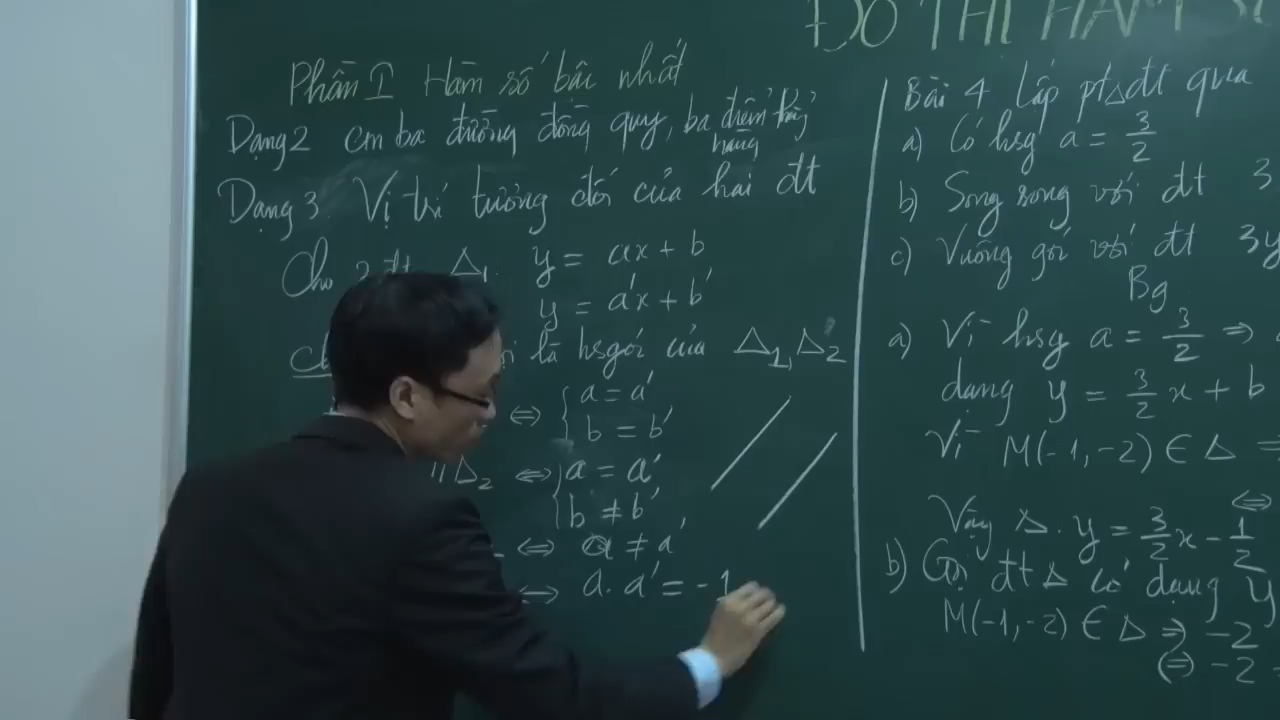 ĐỒ THỊ HÀM SỐ
Phần I Hàm số bậc nhất
Dạng 2 cm ba đường đồng quy, ba điểm thẳng hàng
Dạng 3. Vị trí tương đối của hai đt
Cho 2 đt Δ1: y = ax + b
y = a'x + b'
là hsgóc của Δ1, Δ2
⇔ { a = a'
b = b'
// Δ2 ⇔ { a = a'
b ≠ b'
⇔ a ≠ a'
⇔ a. a' = -1
Bài 4 Lập ptđt Δ qua
a) Có hsg a = 3/2
b) Song song với đt 3
c) Vuông góc với đt 3y
Bg
a) Vì hsg a = 3/2 ⇒
dạng y = 3/2 x + b
Vì M(-1,-2) ∈ Δ ⇒
⇔
Vậy Δ. y = 3/2 x - 1/2
b) Gọi đt Δ có dạng y
M(-1,-2) ∈ Δ ⇒ -2
⇔ -2 =